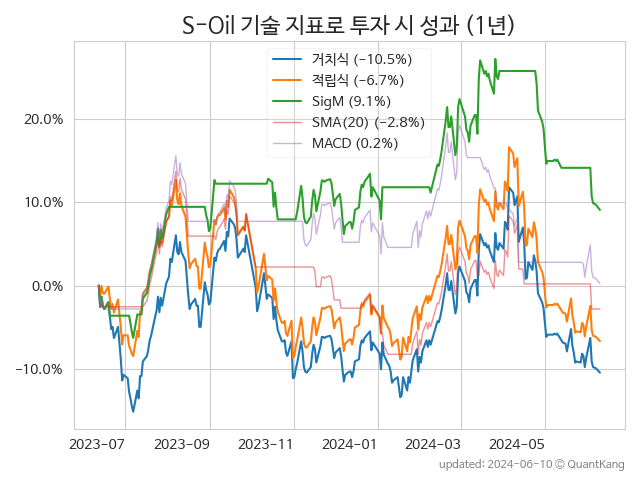 S-Oil 기술 지표로 투자 시 성과 (1년)
거치식 (-10.5%)
적립식 (-6.7%)
SigM (9.1%)
SMA(20) (-2.8%)
MACD (0.2%)
20.0%
10.0%
0.0%
-10.0%
2023-07 2023-09 2023-11 2024-01 2024-03 2024-05
updated: 2024-06-10 © QuantKang